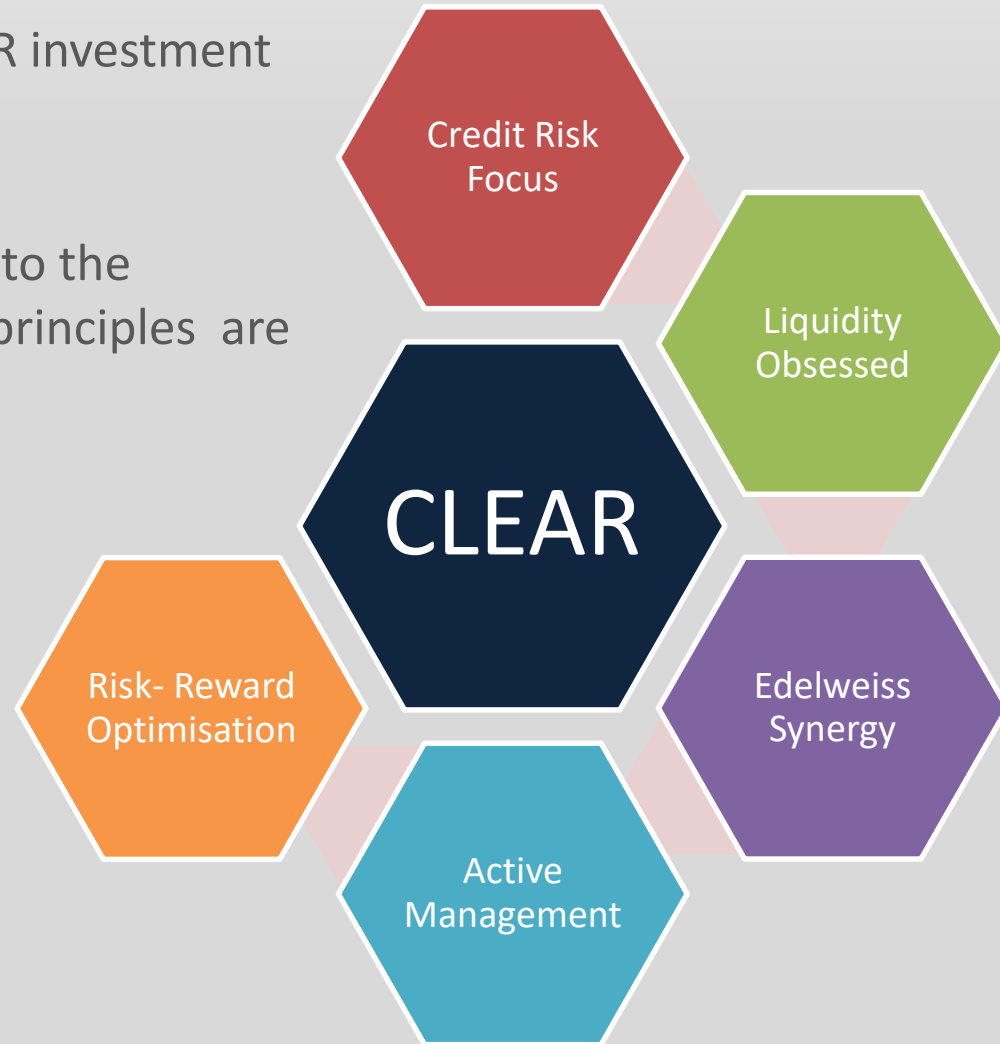 R investment
to the
principles are
Credit Risk
Focus
Liquidity
Obsessed
CLEAR
Edelweiss
Synergy
Active
Management
Risk- Reward
Optimisation